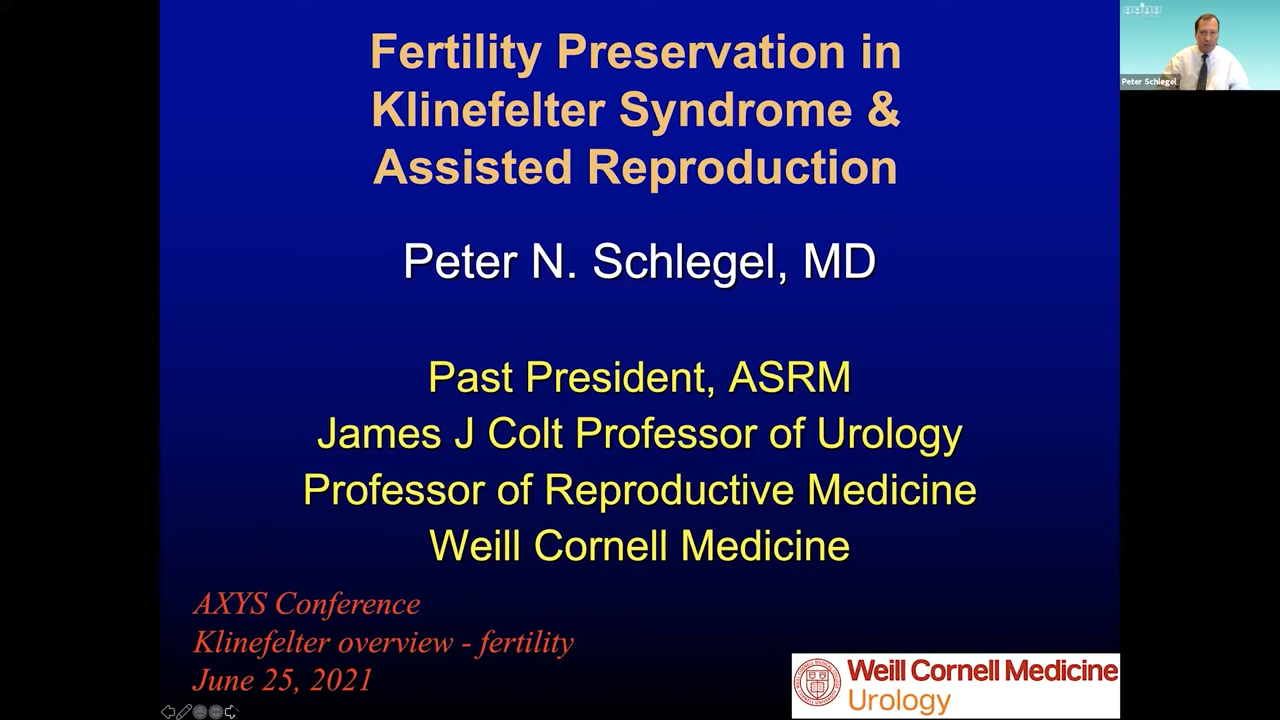 Fertility Preservation in
Klinefelter Syndrome &
Assisted Reproduction
Peter N. Schlegel, MD
Past President, ASRM
James J Colt Professor of Urology
Professor of Reproductive Medicine
Weill Cornell Medicine
AXYS Conference
Klinefelter overview - fertility
June 25, 2021
Weill Cornell Medicine
Urology
Peter Schlegel